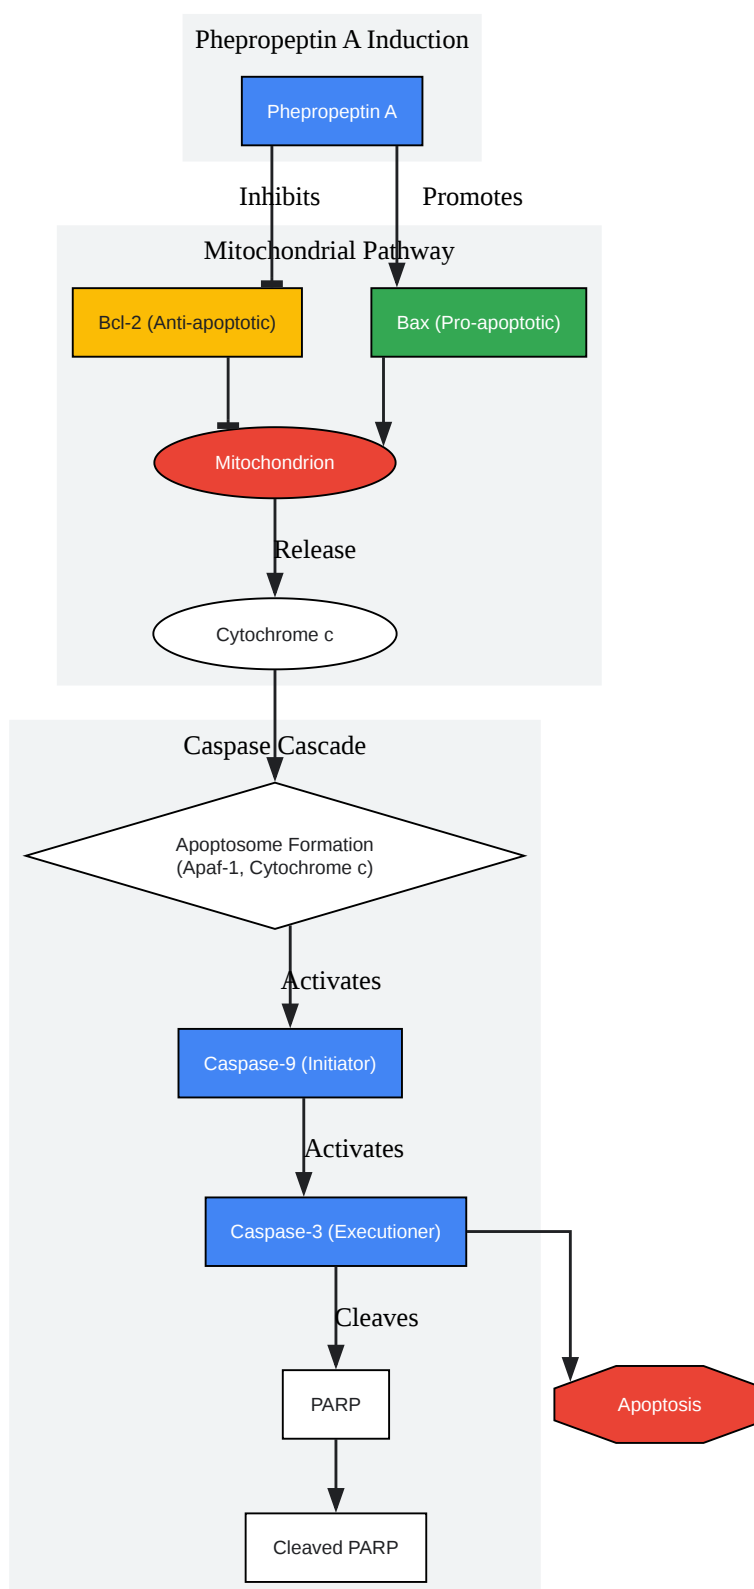 Phepropeptin A Induction
Phepropeptin A
Inhibits
Promotes
Mitochondrial Pathway
Bcl-2 (Anti-apoptotic)
Bax (Pro-apoptotic)
Mitochondrion
Release
Cytochrome c
Caspase Cascade
Apoptosome Formation
(Apaf-1, Cytochrome c)
Activates
Caspase-9 (Initiator)
Activates
Caspase-3 (Executioner)
Cleaves
PARP
Apoptosis
Cleaved PARP